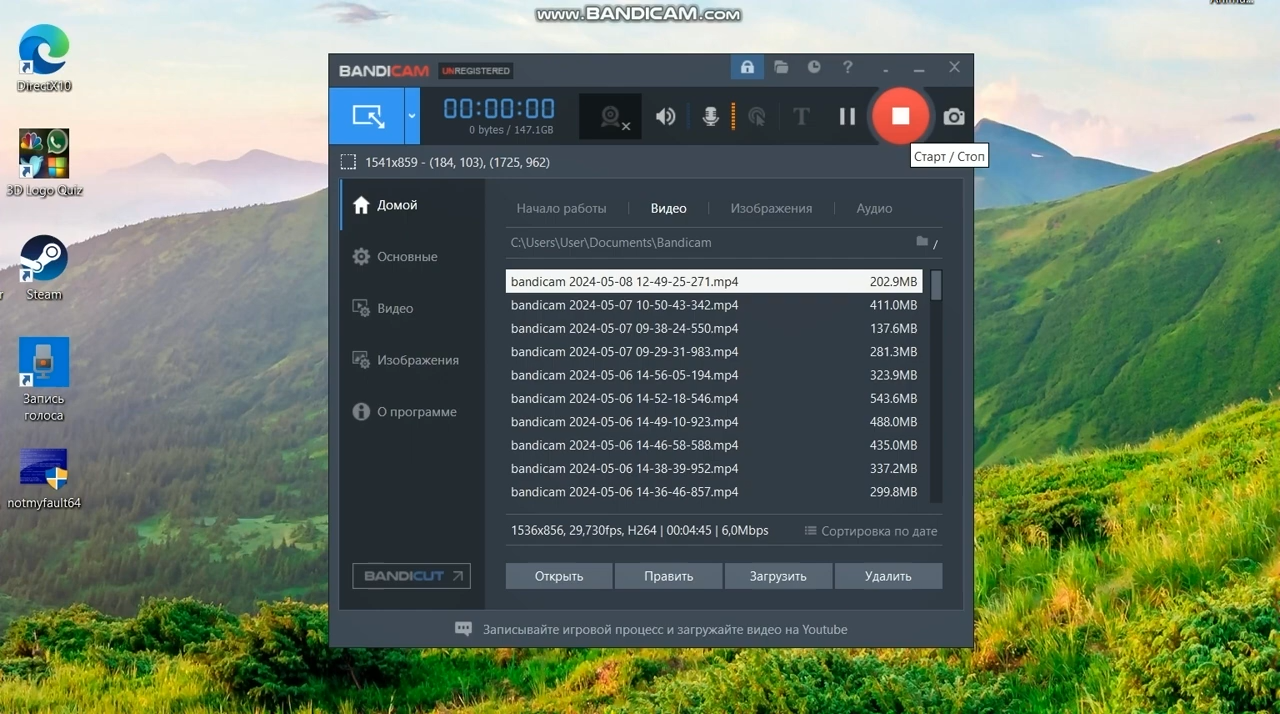 www.BANDICAM.com
DirectX10
3D Logo Quiz
Steam
Запись
голоса
notmyfault64
BANDICAM UNREGISTERED
?
00:00:00
0 bytes / 147.1GB
T
Старт / Стоп
1541x859 - (184, 103), (1725, 962)
Домой
Основные
Видео
Изображения
О программе
BANDICUT
Начало работы Видео Изображения Аудио
C:\Users\User\Documents\Bandicam /
bandicam 2024-05-08 12-49-25-271.mp4 202.9MB
bandicam 2024-05-07 10-50-43-342.mp4 411.0MB
bandicam 2024-05-07 09-38-24-550.mp4 137.6MB
bandicam 2024-05-07 09-29-31-983.mp4 281.3MB
bandicam 2024-05-06 14-56-05-194.mp4 323.9MB
bandicam 2024-05-06 14-52-18-546.mp4 543.6MB
bandicam 2024-05-06 14-49-10-923.mp4 488.0MB
bandicam 2024-05-06 14-46-58-588.mp4 435.0MB
bandicam 2024-05-06 14-38-39-952.mp4 337.2MB
bandicam 2024-05-06 14-36-46-857.mp4 299.8MB
1536x856, 29,730fps, H264 | 00:04:45 | 6,0Mbps Сортировка по дате
Открыть Править Загрузить Удалить
Записывайте игровой процесс и загружайте видео на Youtube